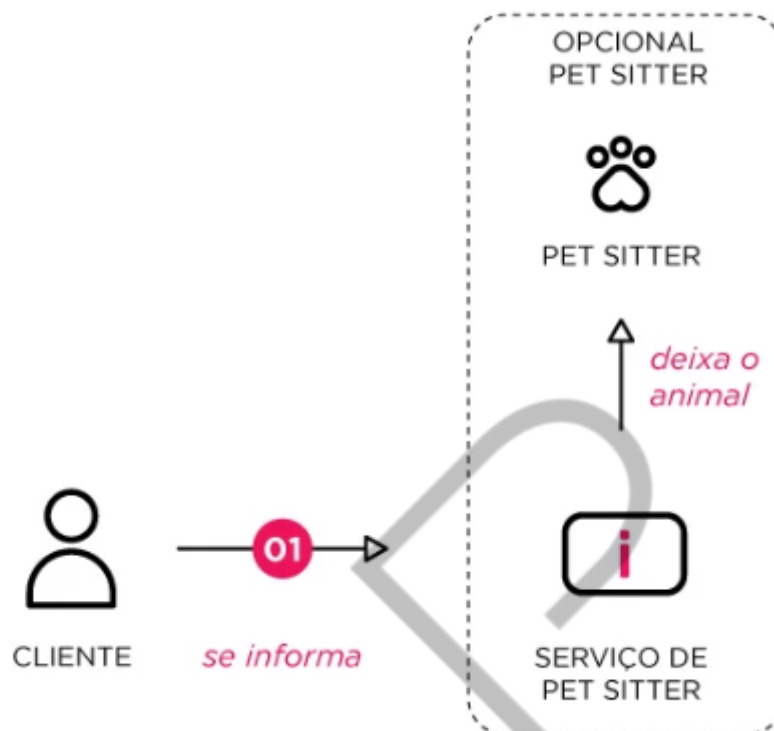 OPCIONAL
PET SITTER
PET SITTER
deixa o
animal
01
i
CLIENTE
se informa
SERVIÇO DE
PET SITTER